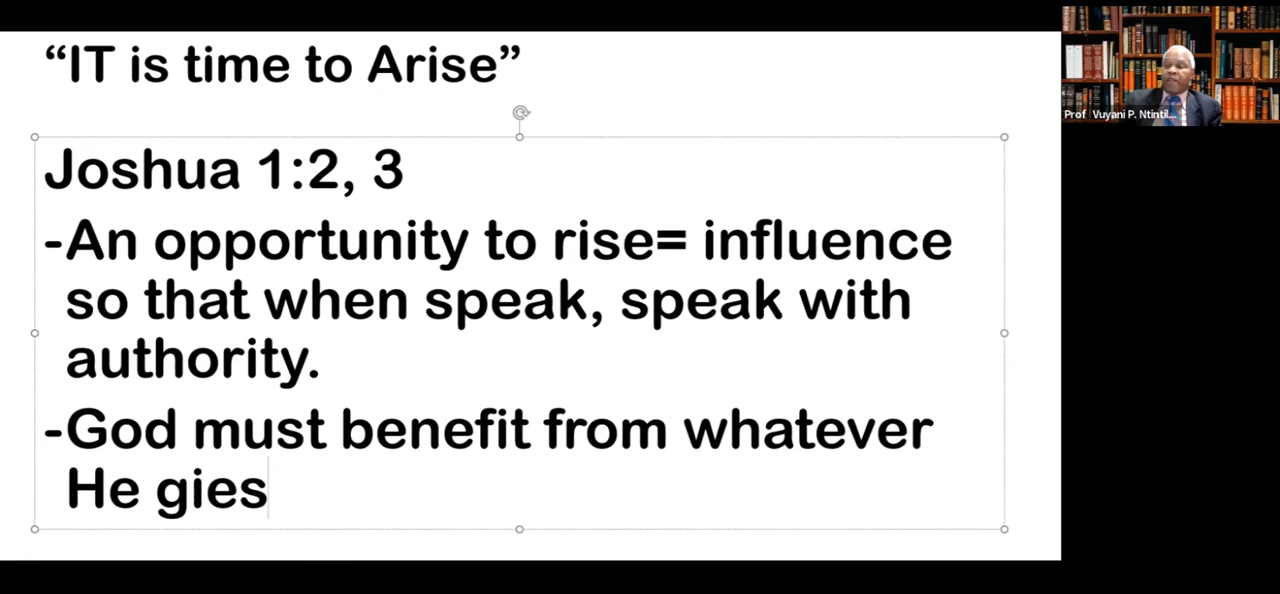 “IT is time to Arise”
Joshua 1:2, 3
-An opportunity to rise= influence
so that when speak, speak with
authority.
-God must benefit from whatever
He gies
Prof Vuyani P. Ntintil...